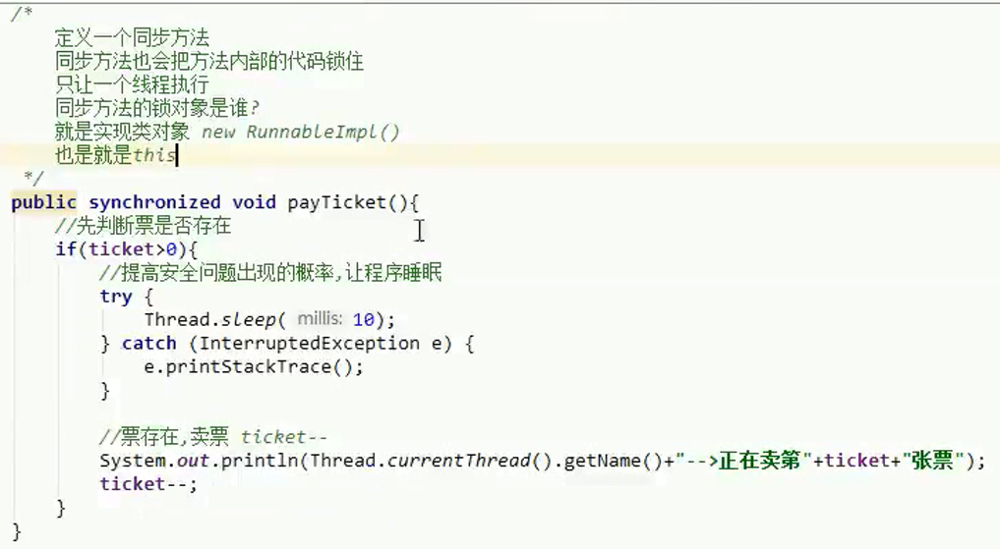 /*
定义一个同步方法
同步方法也会把方法内部的代码锁住
只让一个线程执行
同步方法的锁对象是谁?
就是实现类对象 new RunnableImpl()
也是就是this
*/
public synchronized void payTicket(){
//先判断票是否存在
if(ticket>0){
//提高安全问题出现的概率,让程序睡眠
try {
Thread.sleep( millis: 10);
} catch (InterruptedException e) {
e.printStackTrace();
}
//票存在,卖票 ticket--
System.out.println(Thread.currentThread().getName()+"-->正在卖第"+ticket+"张票");
ticket--;
}
}